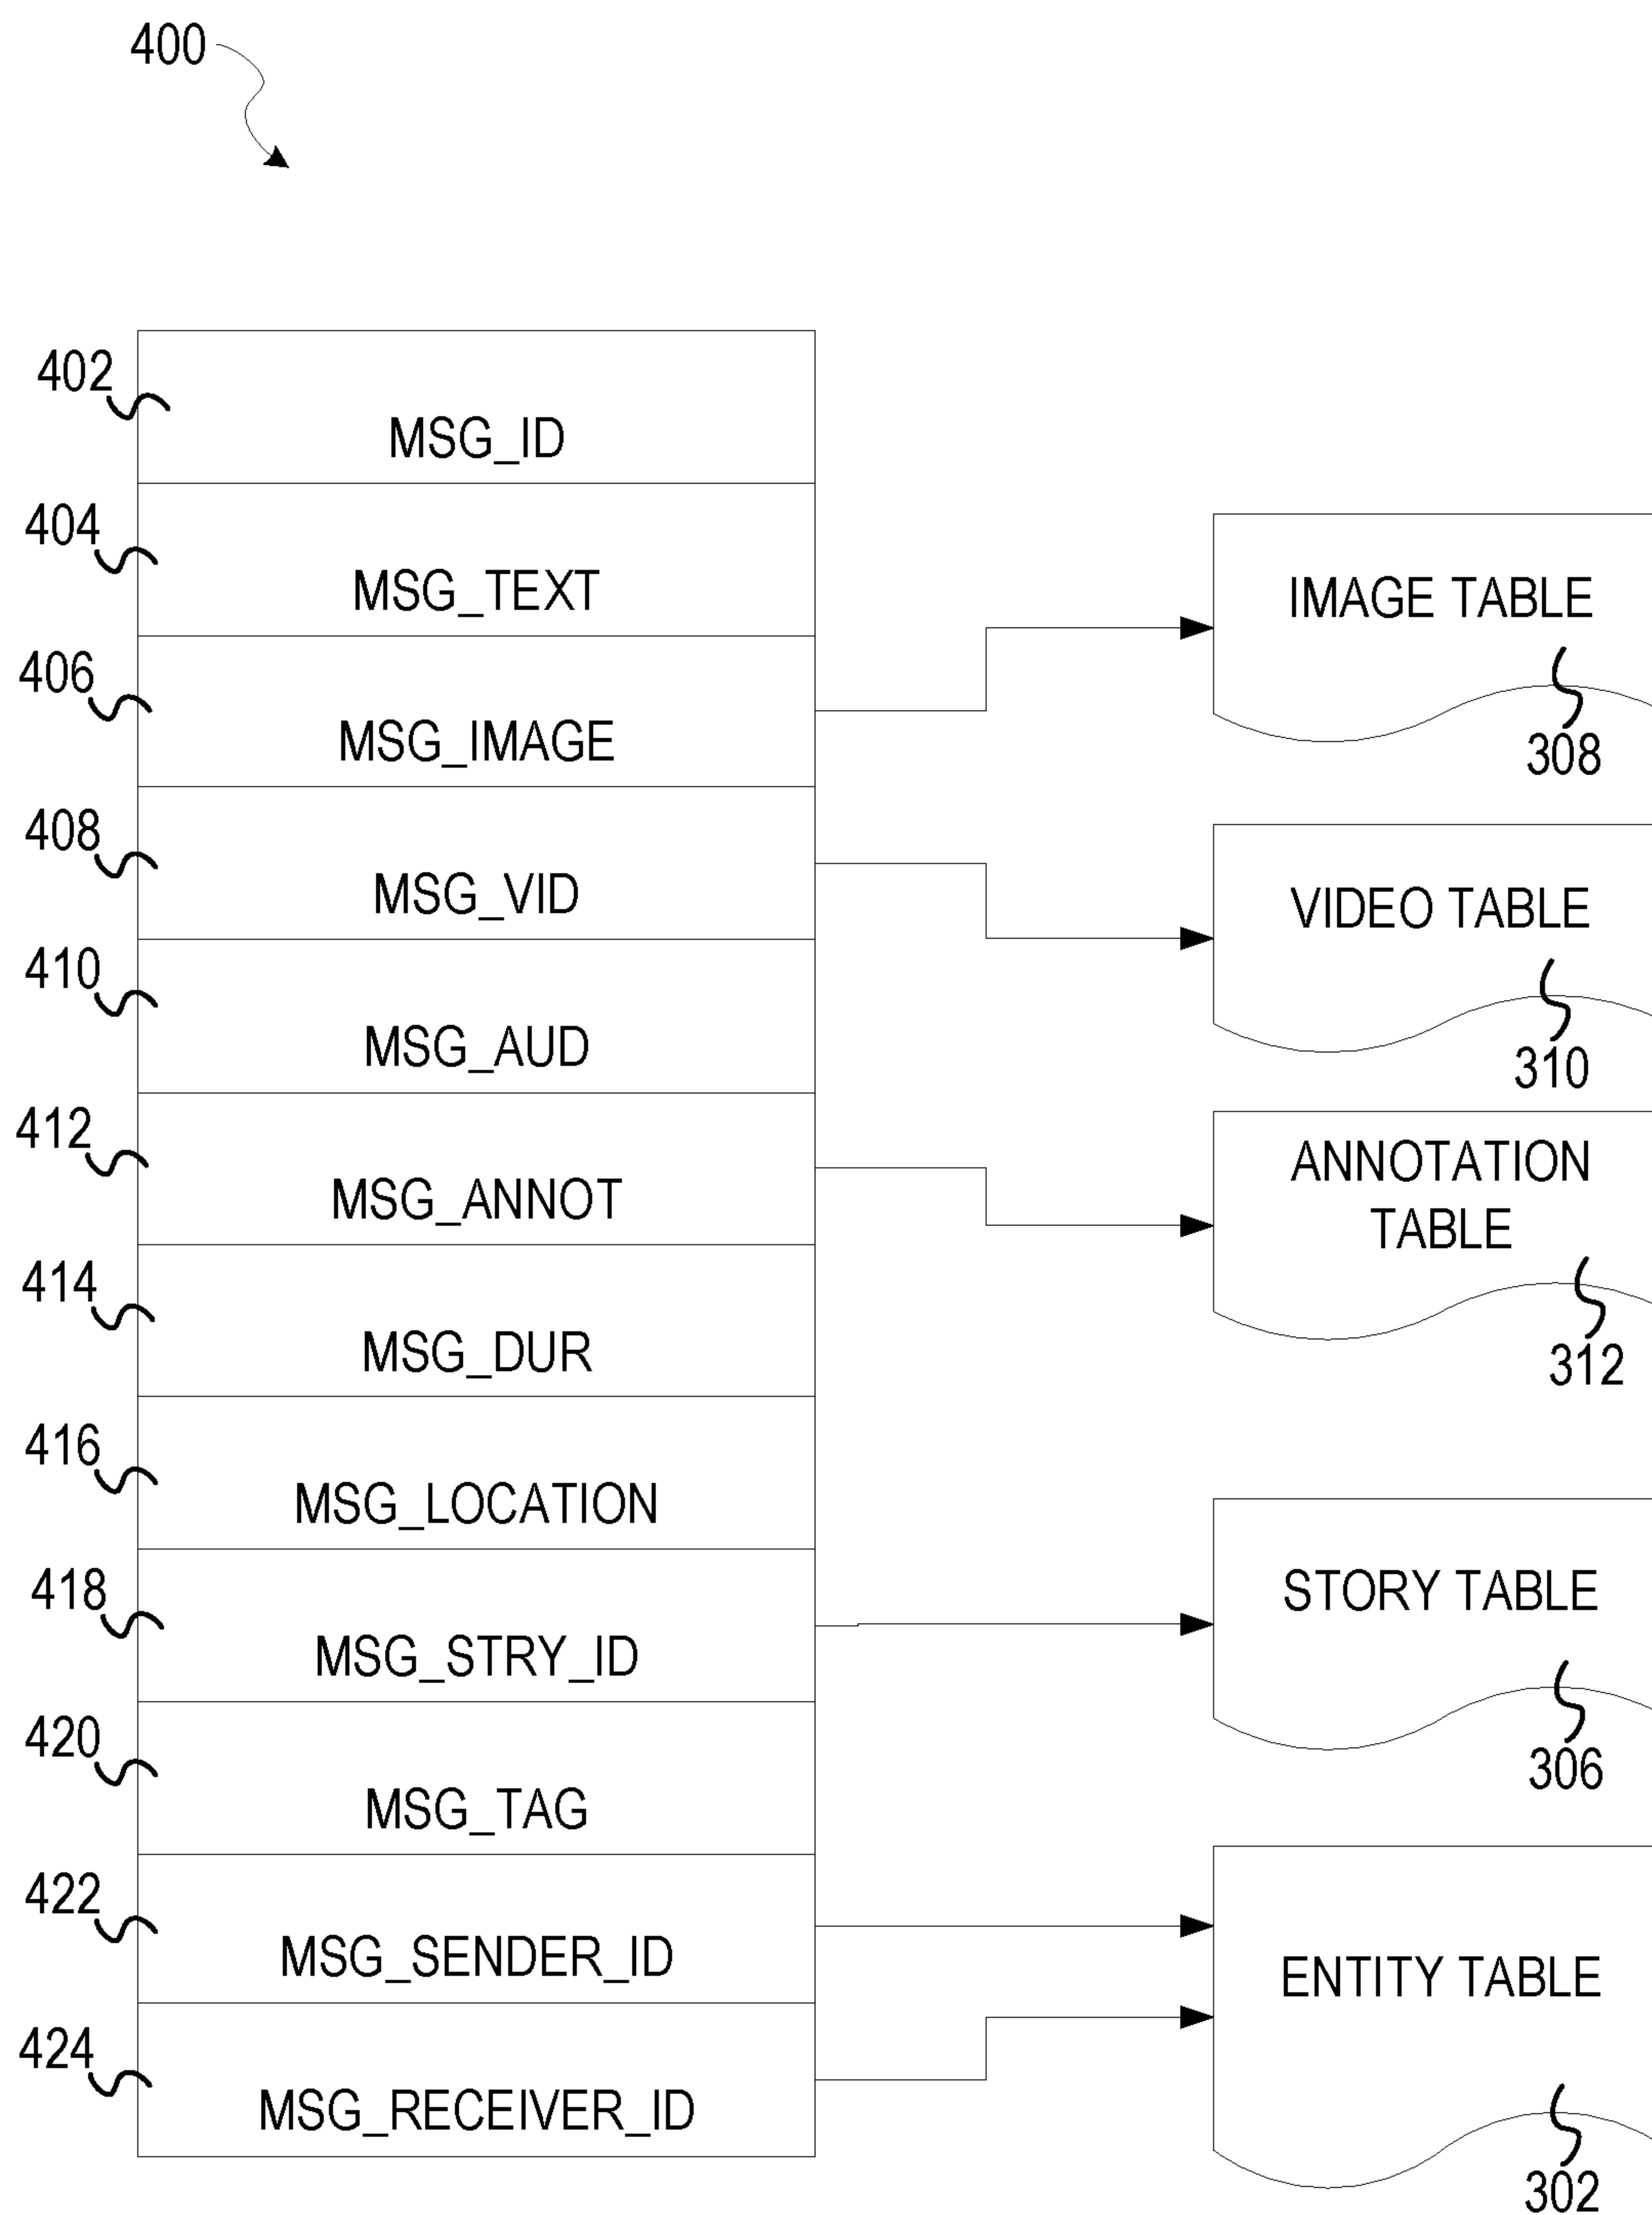 400
402
MSG_ID
404
MSG_TEXT
406
MSG_IMAGE
408
MSG_VID
410
MSG_AUD
412
MSG_ANNOT
414
MSG_DUR
416
MSG_LOCATION
418
MSG_STRY_ID
420
MSG_TAG
422
MSG_SENDER_ID
424
MSG_RECEIVER_ID
IMAGE TABLE
308
VIDEO TABLE
310
ANNOTATION
TABLE
312
STORY TABLE
306
ENTITY TABLE
302